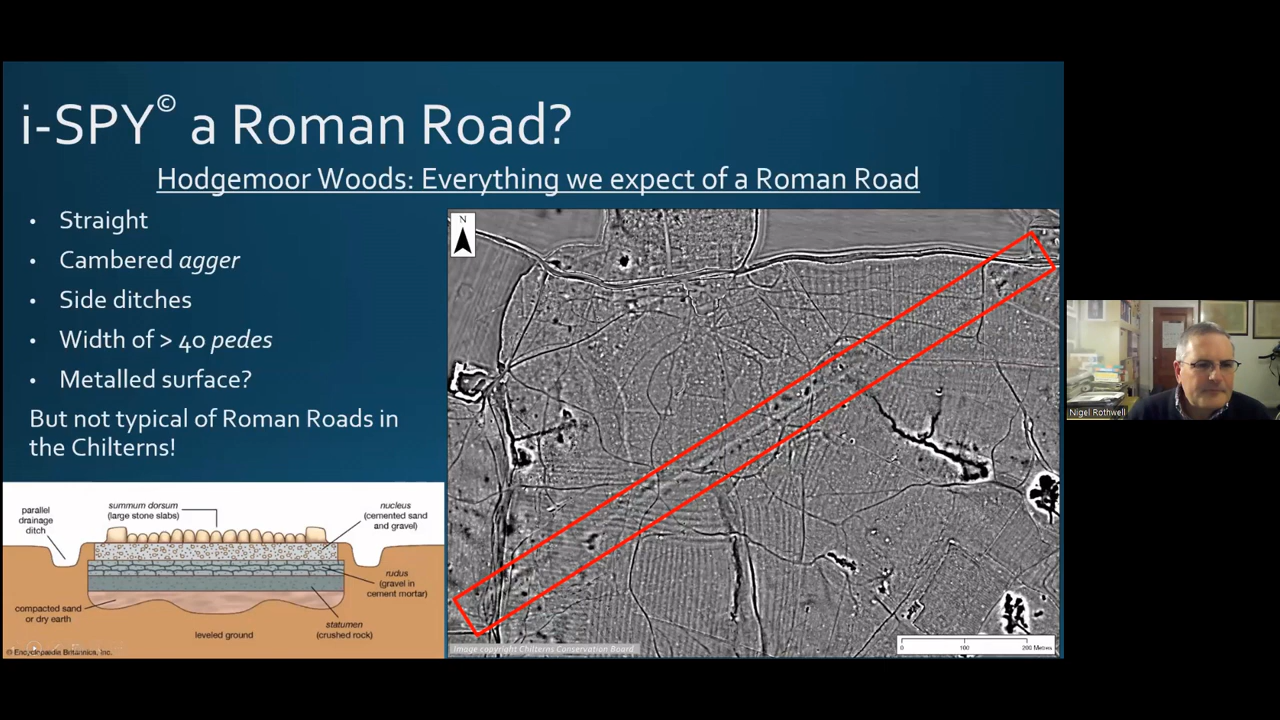 i-SPY© a Roman Road?
Hodgemoor Woods: Everything we expect of a Roman Road
• Straight
• Cambered agger
• Side ditches
• Width of > 40 pedes
• Metalled surface?
But not typical of Roman Roads in
the Chilterns!
parallel
drainage
ditch
summum dorsum
(large stone slabs)
nucleus
(cemented sand
and gravel)
rudus
(gravel in
cement mortar)
compacted sand
or dry earth
leveled ground
statumen
(crushed rock)
© Encyclopædia Britannica, Inc.
N
Image copyright Chilterns Conservation Board
0 100 200 Metres
Nigel Rothwell